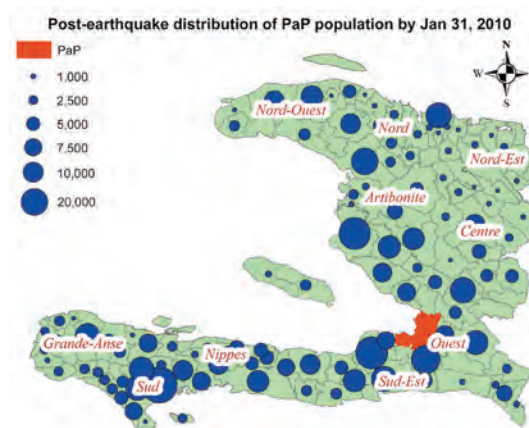 Post-earthquake distribution of PaP population by Jan 31, 2010
PaP
1,000
2,500
5,000
7,500
10,000
20,000
N
W E
S
Nord-Ouest
Nord
Nord-Est
Artibonite
Centre
Grande-Anse
Nippes
Ouest
Sud
Sud-Est